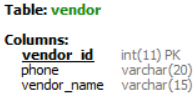 Table: vendor
Columns:
vendor_id int(11) PK
phone varchar(20)
vendor_name varchar(15)